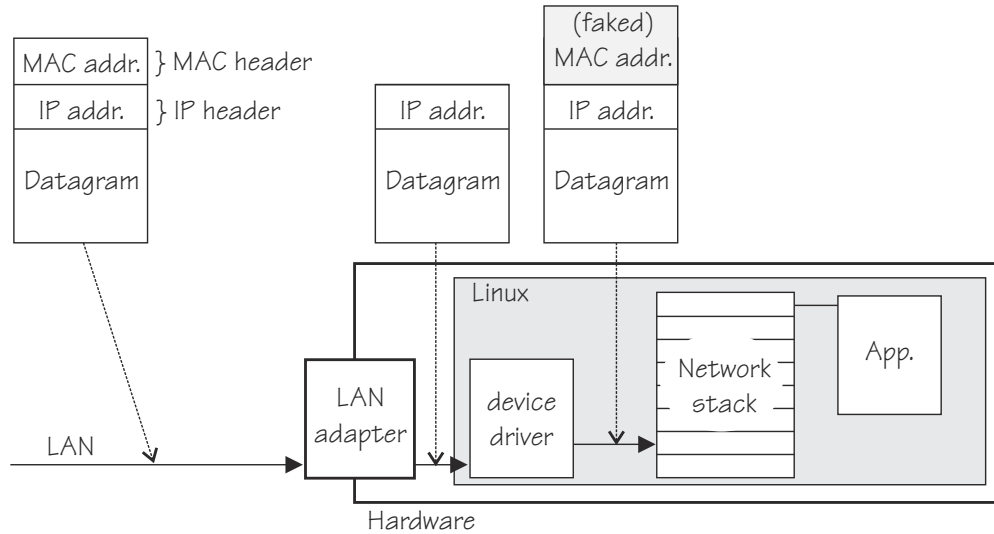 (faked)
MAC addr.
MAC addr. } MAC header
IP addr. } IP header
IP addr.
IP addr.
Datagram
Datagram
Datagram
Linux
App.
Network
stack
LAN
adapter
device
driver
LAN
Hardware